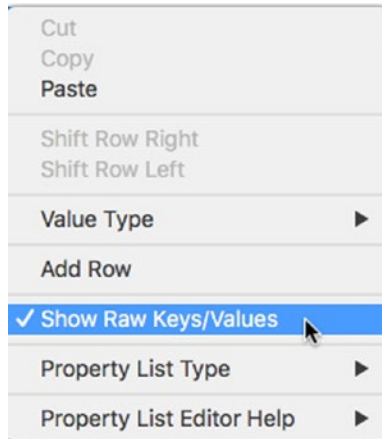 Cut
Copy
Paste
Shift Row Right
Shift Row Left
Value Type
Add Row
✓ Show Raw Keys/Values
Property List Type
Property List Editor Help